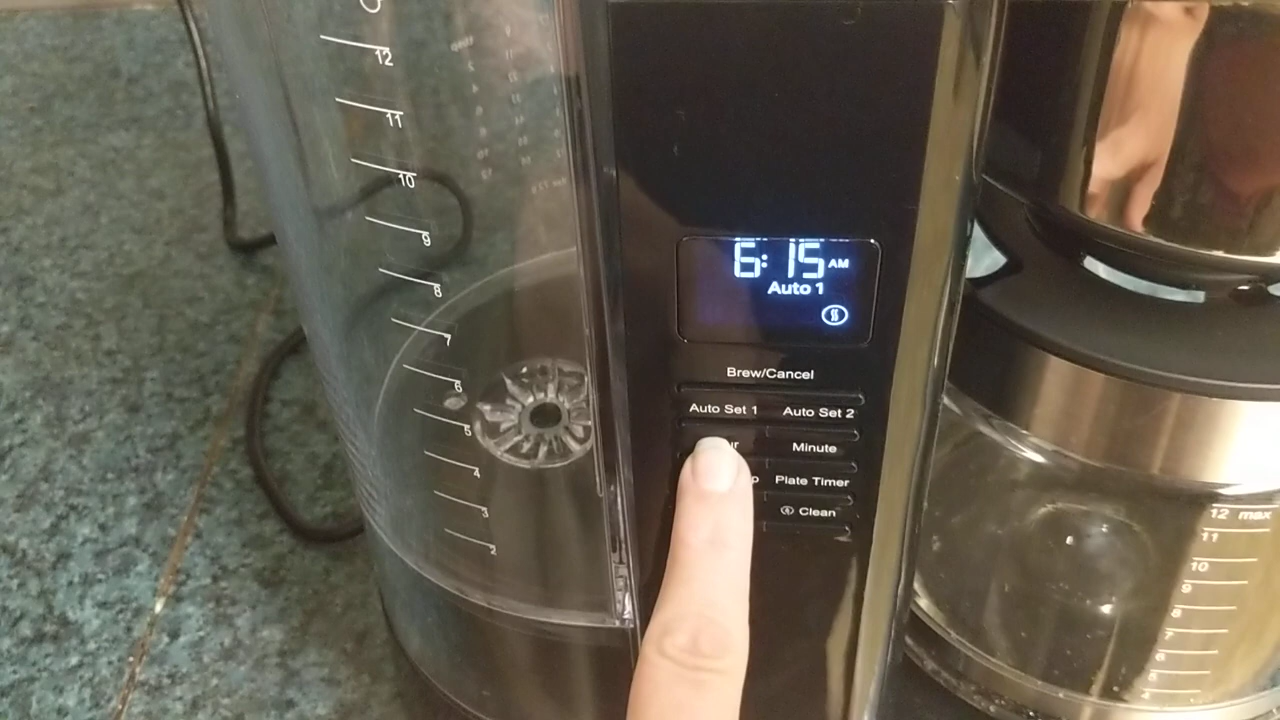 12
11
10
9
8
7
6
5
4
3
2
6:15 AM
Auto 1
Brew/Cancel
Auto Set 1 Auto Set 2
Minute
Plate Timer
Clean
12 max
11
10
9
8
7
6
5
4